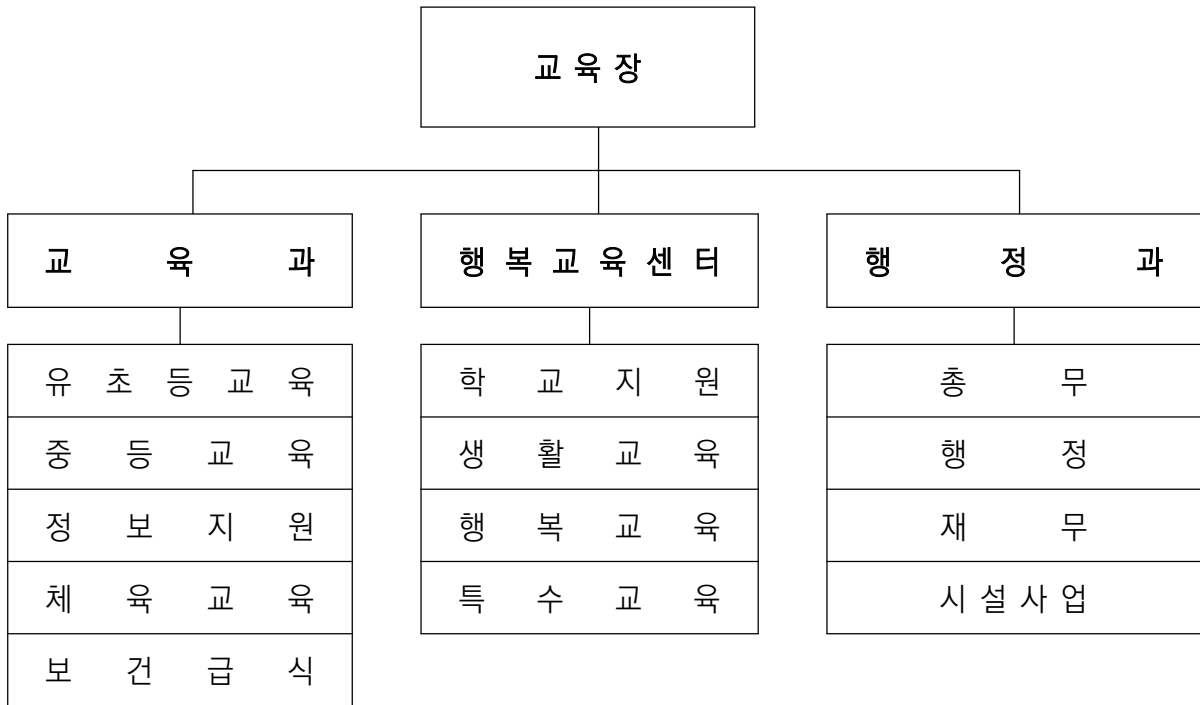 교육장
교육과
행복교육센터
행정과
유초등교육
중등교육
정보지원
체육교육
보건급식
학교지원
생활교육
행복교육
특수교육
총무
행정
재무
시설사업